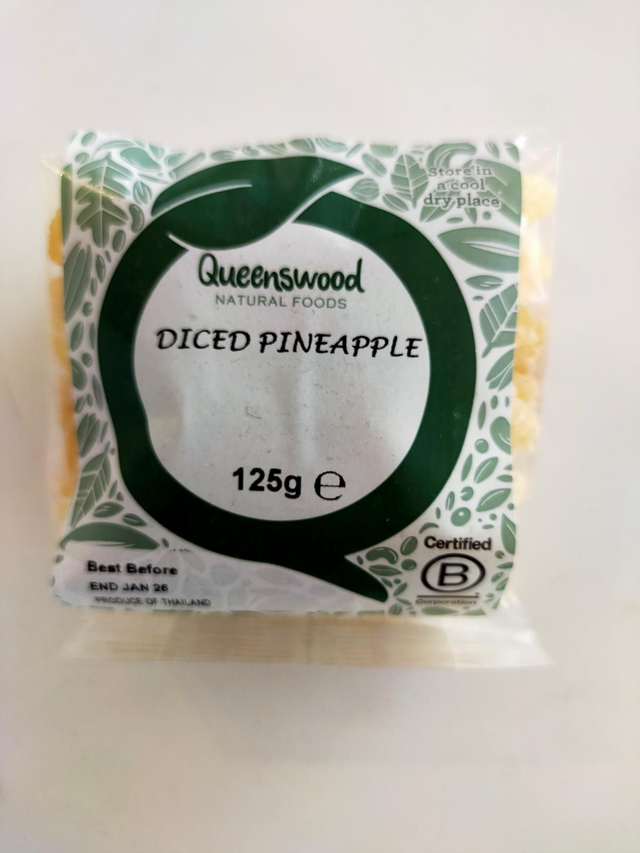 Store in
a cool
dry place
Queenswood
NATURAL FOODS
DICED PINEAPPLE
125g ℮
Best Before
END JAN 26
PRODUCE OF THAILAND
Certified
B
Corporation